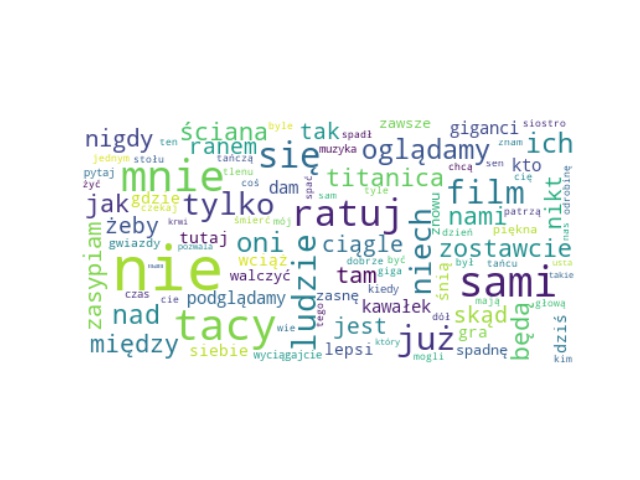 ściana byle tak spadł zawsze giganci siostro
nigdy ten ranem się muzyka oglądamy znam ich
jednym stołu tańczą chcą sen kto
pytaj mnie tlenu coś dam spać titanica odrobinę
żyć gdzie sam tyle film nikt
jak czekaj tylko ratuj znowu nami patrzą
żeby krwi śmierć mój niech piękna nas
zasypiam gwiazdy pozwala tutaj oni ludzie ciągle dzień zostawcie
nie mumi wciąż walczyć tam dobrze być był tańcu cię takie usta
giga śnią sami
czas cie podglądamy zasnę kiedy mają głową
nad tacy tego kawałek dół skąd
wie jest już gra będą dziś
między siebie wyciągajcie lepsi który mogli spadnę kim